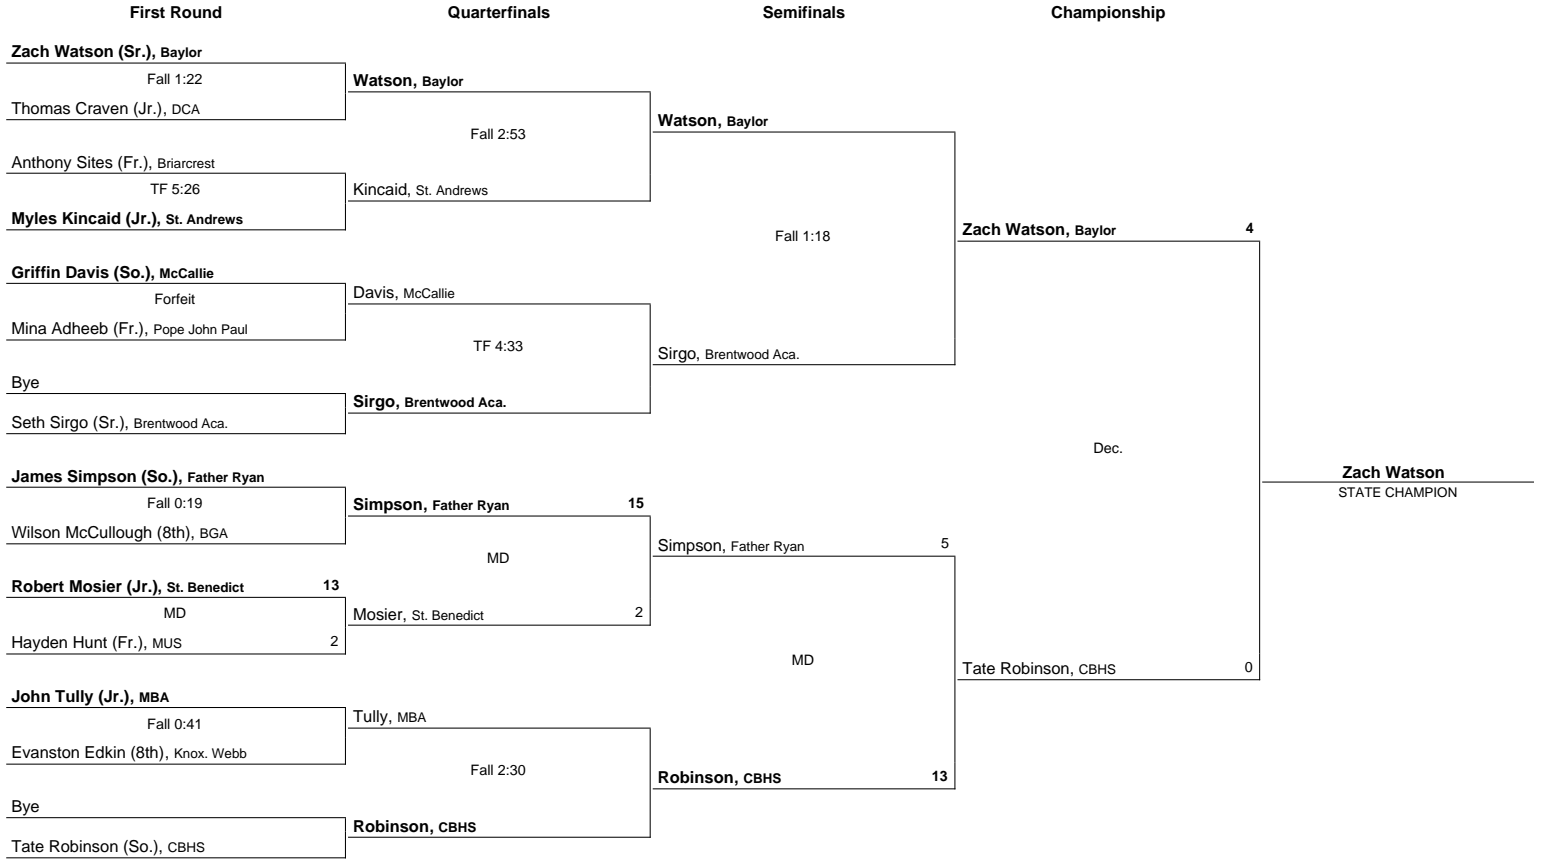 First Round
Quarterfinals
Semifinals
Championship
Zach Watson (Sr.), Baylor
Fall 1:22
Thomas Craven (Jr.), DCA
Anthony Sites (Fr.), Briarcrest
TF 5:26
Myles Kincaid (Jr.), St. Andrews
Griffin Davis (So.), McCallie
Forfeit
Mina Adheeb (Fr.), Pope John Paul
Bye
Seth Sirgo (Sr.), Brentwood Aca.
James Simpson (So.), Father Ryan
Fall 0:19
Wilson McCullough (8th), BGA
Robert Mosier (Jr.), St. Benedict 13
MD
Hayden Hunt (Fr.), MUS 2
John Tully (Jr.), MBA
Fall 0:41
Evanston Edkin (8th), Knox. Webb
Bye
Tate Robinson (So.), CBHS
Watson, Baylor
Fall 2:53
Kincaid, St. Andrews
Davis, McCallie
TF 4:33
Sirgo, Brentwood Aca.
Simpson, Father Ryan 15
MD
Mosier, St. Benedict 2
Tully, MBA
Fall 2:30
Robinson, CBHS
Watson, Baylor
Fall 1:18
Sirgo, Brentwood Aca.
Simpson, Father Ryan 5
MD
Robinson, CBHS 13
Zach Watson, Baylor 4
Dec.
Tate Robinson, CBHS 0
Zach Watson
STATE CHAMPION